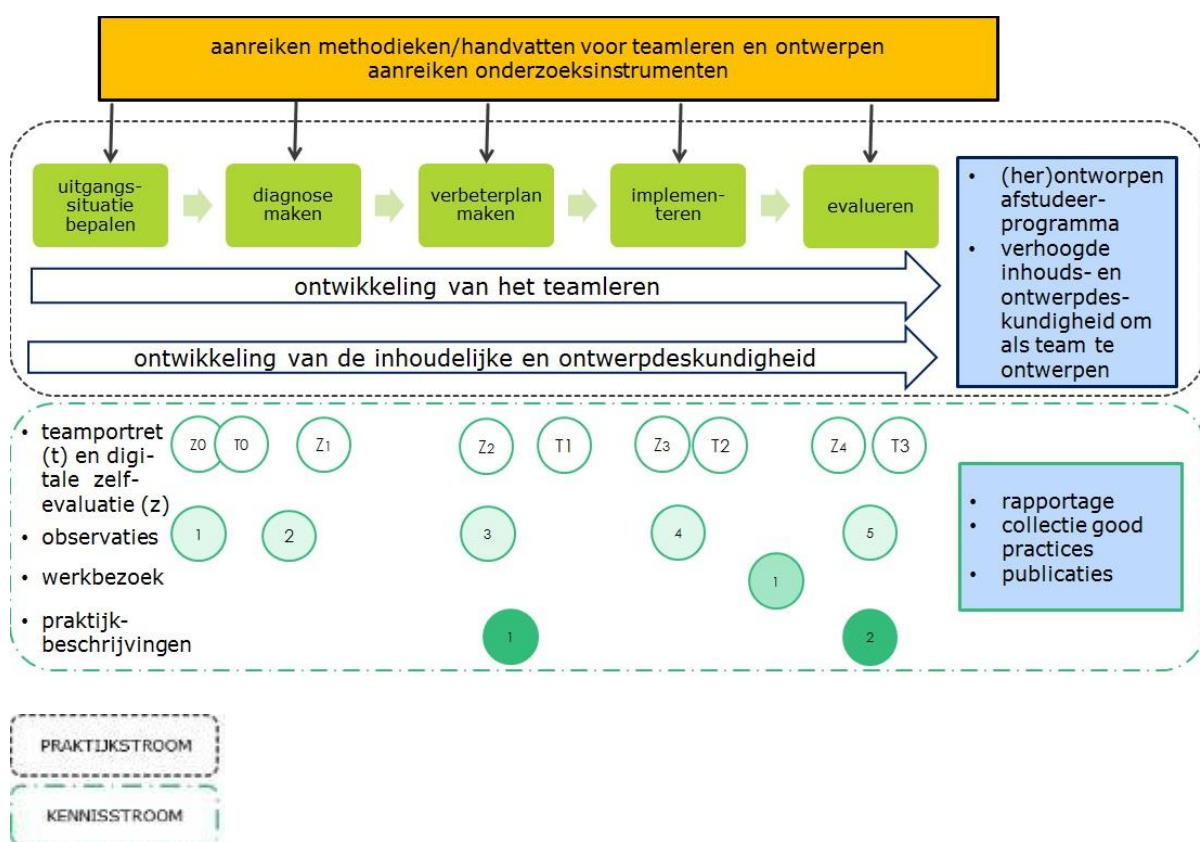 aanreiken methodieken/handvatten voor teamleren en ontwerpen
aanreiken onderzoeksinstrumenten
uitgangs-
situatie
bepalen
diagnose
maken
verbeterplan
maken
implemen-
teren
evalueren
ontwikkeling van het teamleren
ontwikkeling van de inhoudelijke en ontwerpdeskundigheid
• (her)ontworpen
afstudeer-
programma
• verhoogde
inhouds- en
ontwerpdes-
kundigheid om
als team te
ontwerpen
• teamportret
(t) en digi-
tale zelf-
evaluatie (z)
Z0 T0 Z1 Z2 T1 Z3 T2 Z4 T3
• observaties
1 2 3 4 5
• werkbezoek
1
• praktijk-
beschrijvingen
1 2
• rapportage
• collectie good
practices
• publicaties
PRAKTIJKSTROOM
KENNISSTROOM